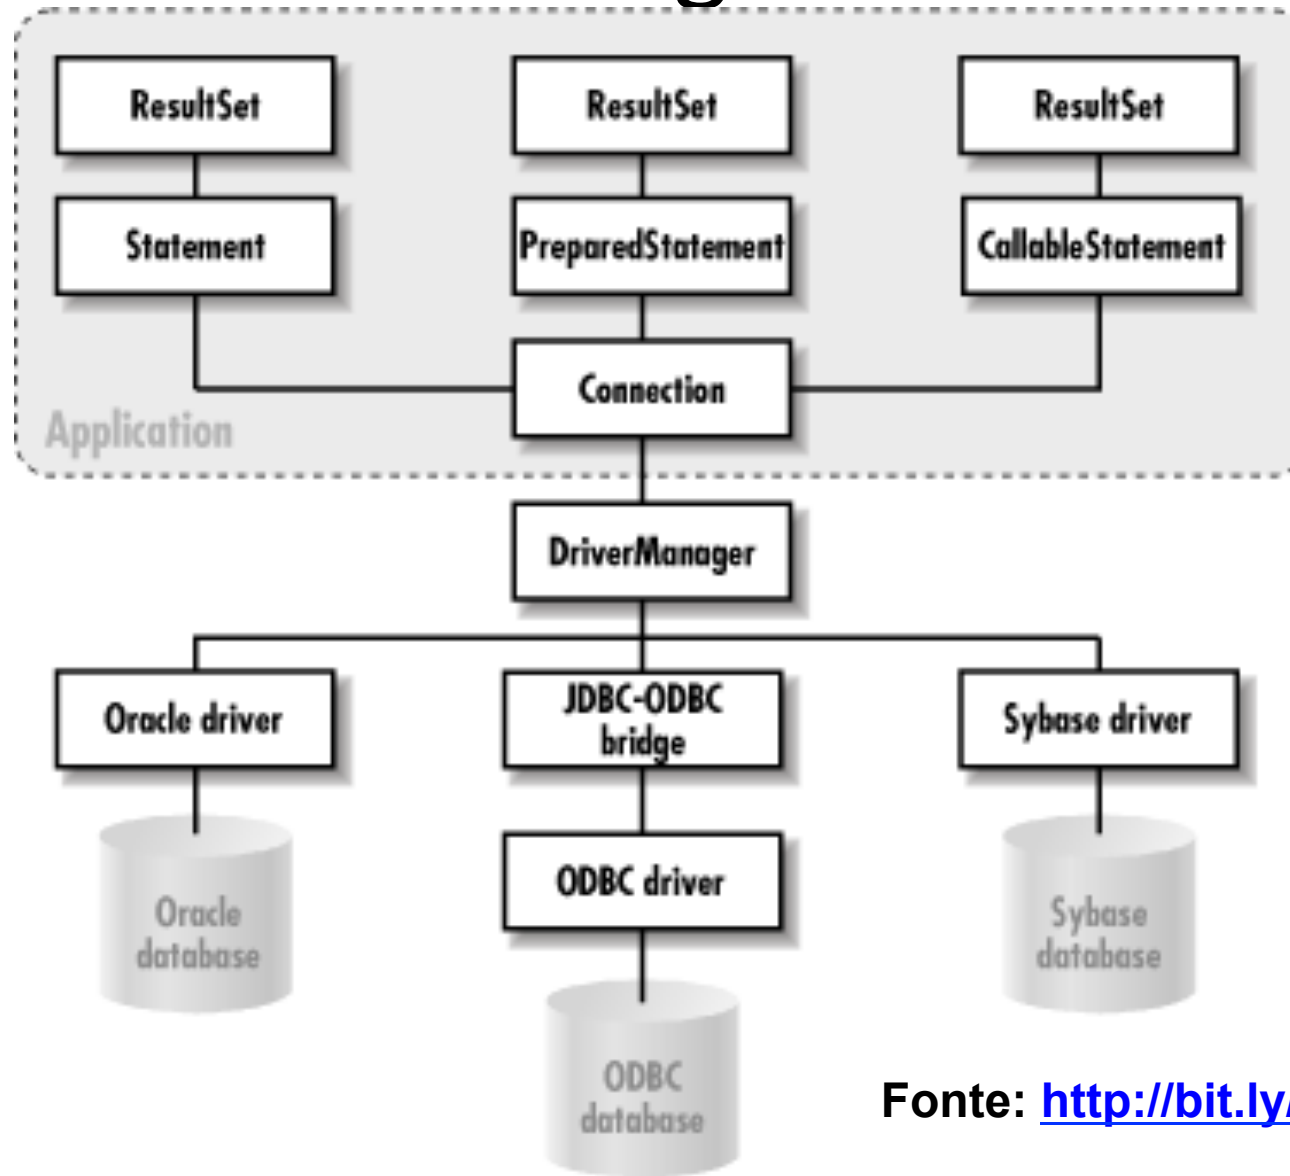 ResultSet
ResultSet
ResultSet
Statement
PreparedStatement
CallableStatement
Connection
Application
DriverManager
Oracle driver
JDBC-ODBC
bridge
Sybase driver
ODBC driver
Oracle
database
Sybase
database
ODBC
database
Fonte: http://bit.ly/